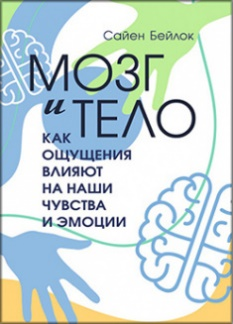 Сайен Бейлок
МОЗГ
и ТЕЛО
КАК
ОЩУЩЕНИЯ
ВЛИЯЮТ
НА НАШИ
ЧУВСТВА
И ЭМОЦИИ